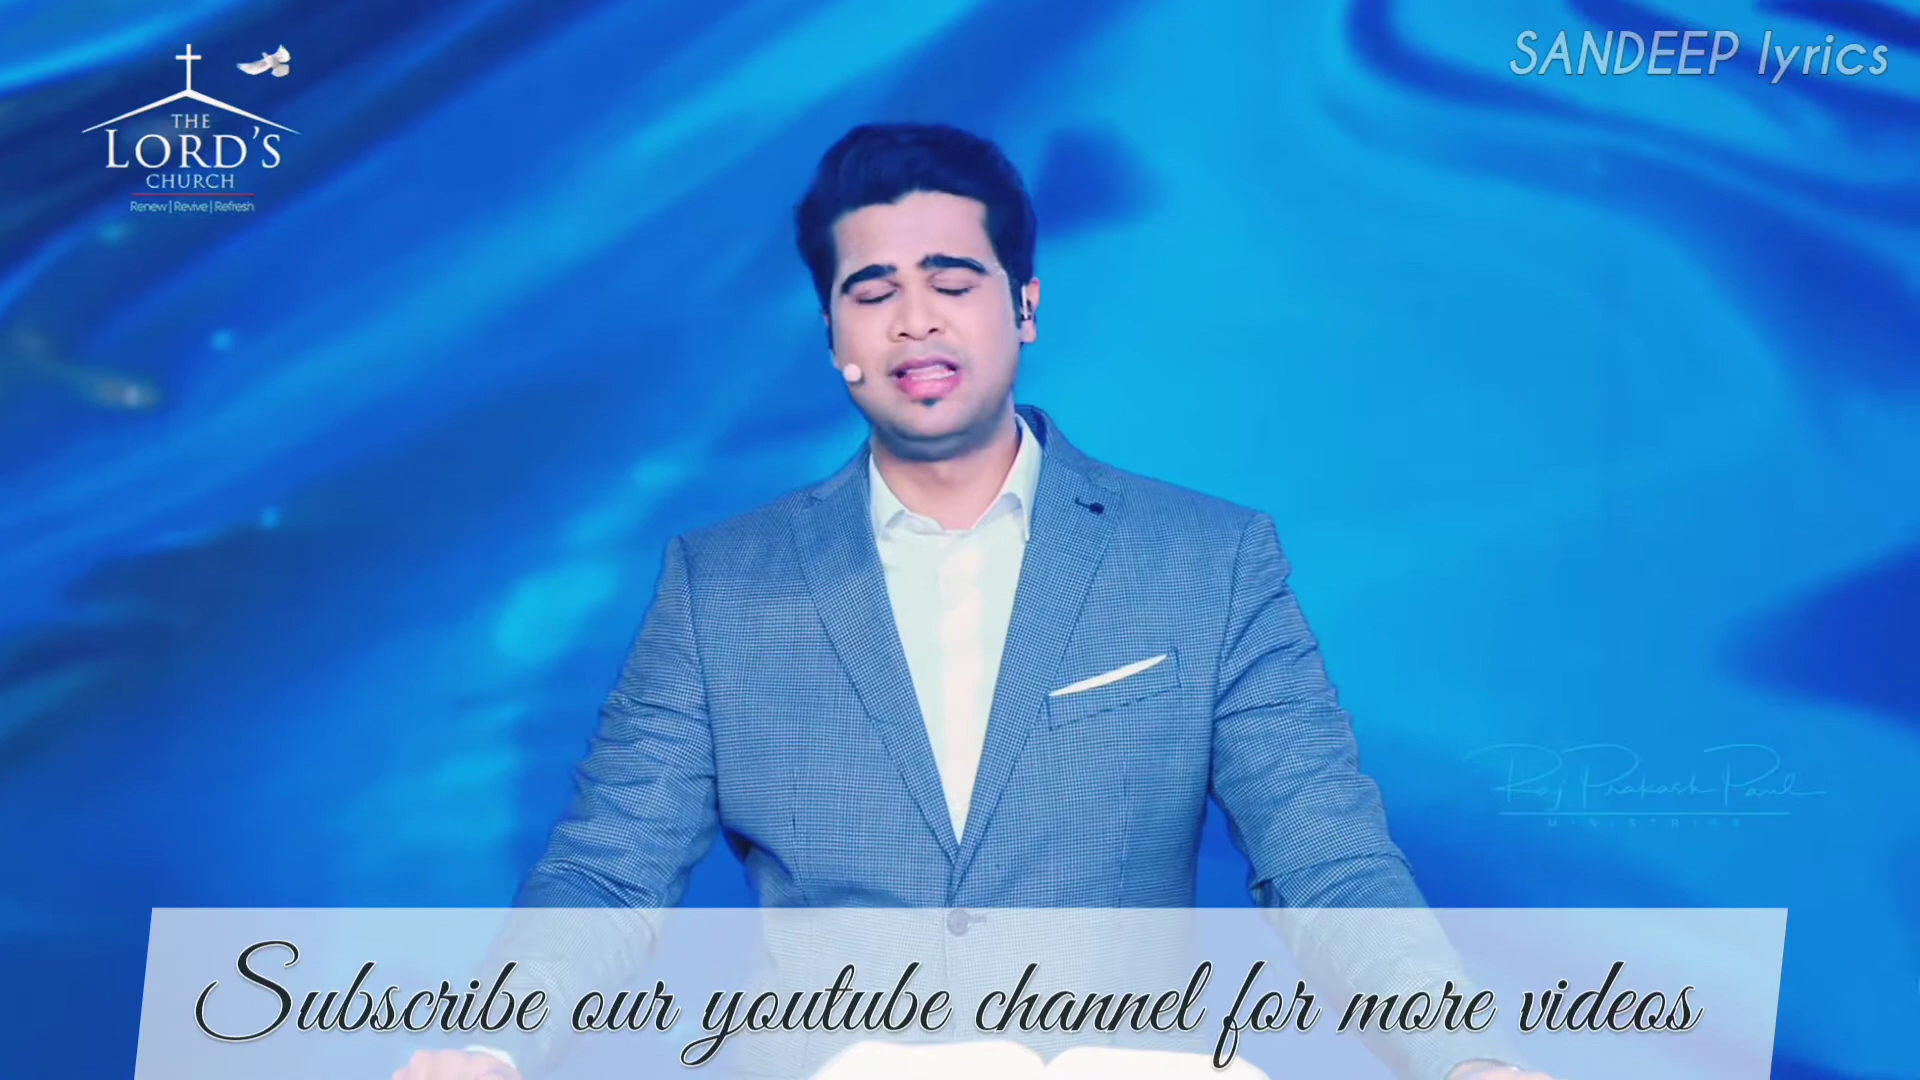 SANDEEP lyrics
THE
LORD'S
CHURCH
Renew | Revive | Refresh
Raj Prakash Paul
MINISTRIES
Subscribe our youtube channel for more videos